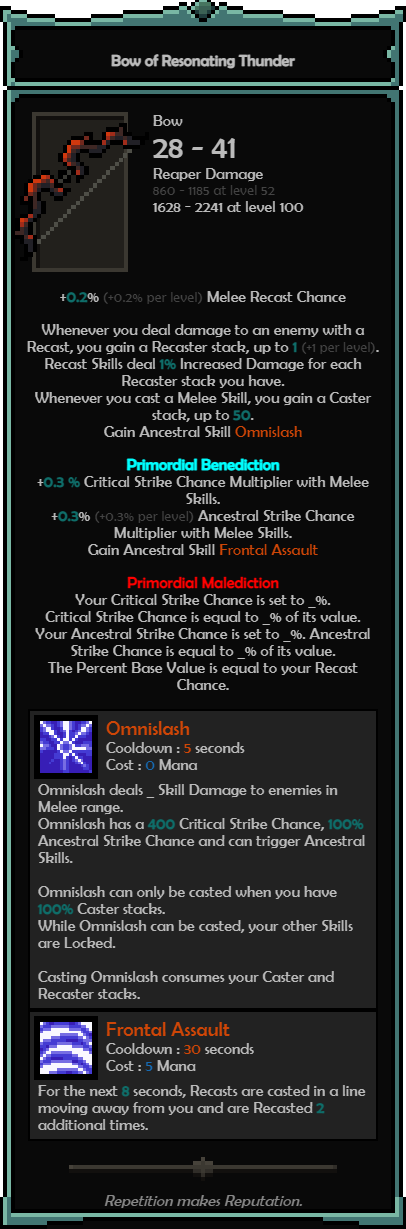 Bow of Resonating Thunder
Bow
28 - 41
Reaper Damage
860 - 1185 at level 52
1628 - 2241 at level 100
+0.2% (+0.2% per level) Melee Recast Chance
Whenever you deal damage to an enemy with a
Recast, you gain a Recaster stack, up to 1 (+1 per level).
Recast Skills deal 1% Increased Damage for each
Recaster stack you have.
Whenever you cast a Melee Skill, you gain a Caster
stack, up to 50.
Gain Ancestral Skill Omnislash
Primordial Benediction
+0.3 % Critical Strike Chance Multiplier with Melee
Skills.
+0.3% (+0.3% per level) Ancestral Strike Chance
Multiplier with Melee Skills.
Gain Ancestral Skill Frontal Assault
Primordial Malediction
Your Critical Strike Chance is set to _%.
Critical Strike Chance is equal to _% of its value.
Your Ancestral Strike Chance is set to _%. Ancestral
Strike Chance is equal to _% of its value.
The Percent Base Value is equal to your Recast
Chance.
Omnislash
Cooldown : 5 seconds
Cost : 0 Mana
Omnislash deals _ Skill Damage to enemies in
Melee range.
Omnislash has a 400 Critical Strike Chance, 100%
Ancestral Strike Chance and can trigger Ancestral
Skills.
Omnislash can only be casted when you have
100% Caster stacks.
While Omnislash can be casted, your other Skills
are Locked.
Casting Omnislash consumes your Caster and
Recaster stacks.
Frontal Assault
Cooldown : 30 seconds
Cost : 5 Mana
For the next 8 seconds, Recasts are casted in a line
moving away from you and are Recasted 2
additional times.
Repetition makes Reputation.